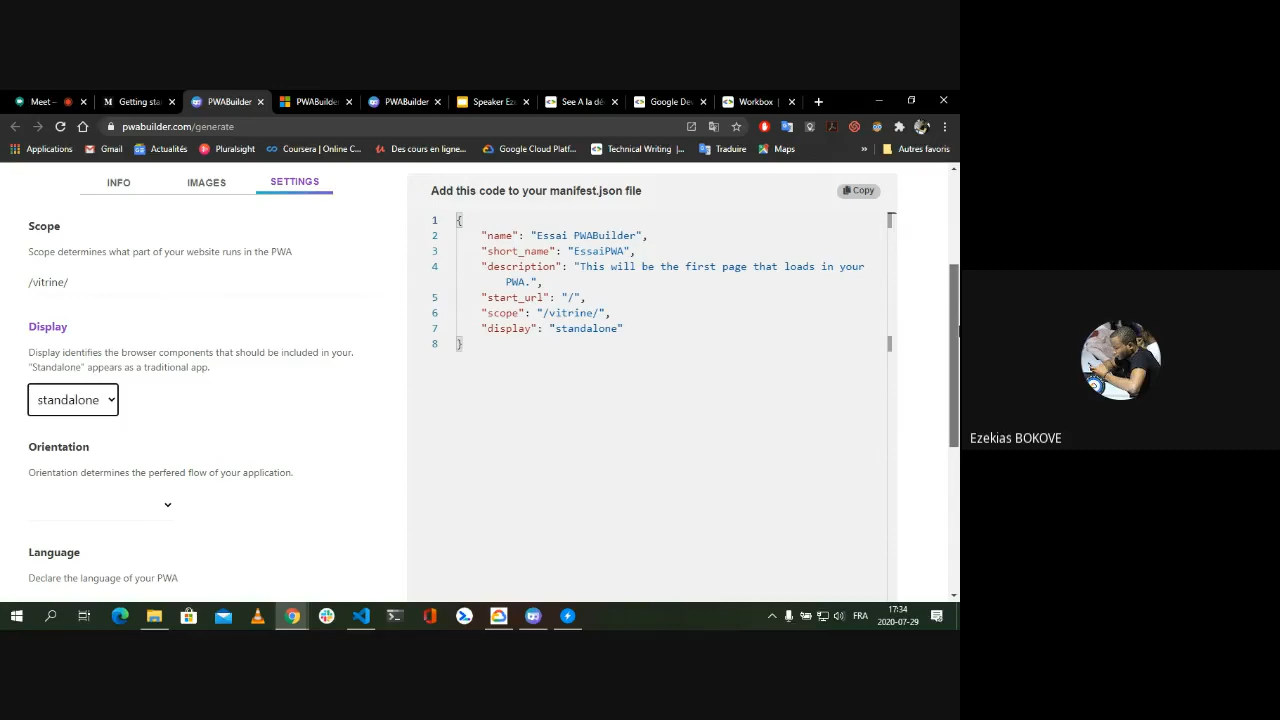 Meet –
Getting sta
PWABuilder
PWABuilde
PWABuilder
Speaker Eze
See A la dé
Google Dev
Workbox |
pwabuilder.com/generate
Applications
Gmail
Actualités
Pluralsight
Coursera | Online C...
Des cours en ligne...
Google Cloud Platf...
Technical Writing |...
Traduire
Maps
»
Autres favoris
INFO
IMAGES
SETTINGS
Scope
Scope determines what part of your website runs in the PWA
/vitrine/
Display
Display identifies the browser components that should be included in your.
"Standalone" appears as a traditional app.
standalone
Orientation
Orientation determines the perfered flow of your application.
Language
Declare the language of your PWA
Add this code to your manifest.json file
Copy
1 {
2 "name": "Essai PWABuilder",
3 "short_name": "EssaiPWA",
4 "description": "This will be the first page that loads in your
PWA.",
5 "start_url": "/",
6 "scope": "/vitrine/",
7 "display": "standalone"
8 }
Ezekias BOKOVE
FRA
17:34
2020-07-29